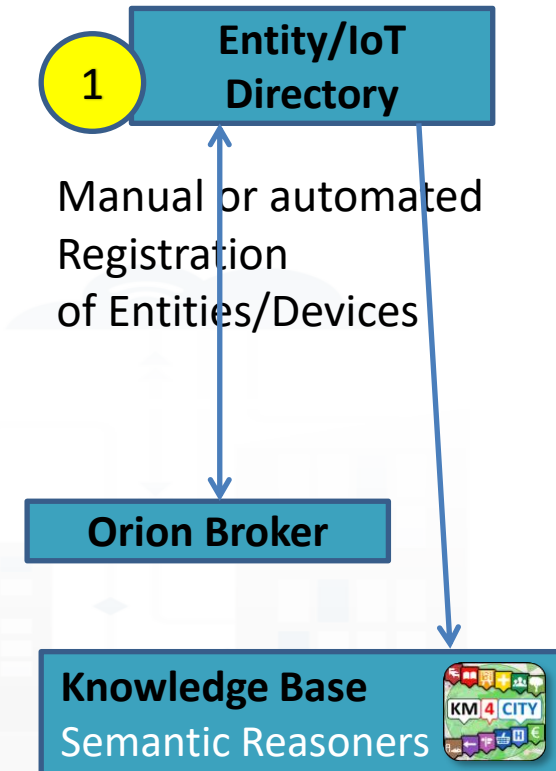 Entity/IoT
Directory
1
Manual or automated
Registration
of Entities/Devices
Orion Broker
Knowledge Base
Semantic Reasoners
KM 4 CITY